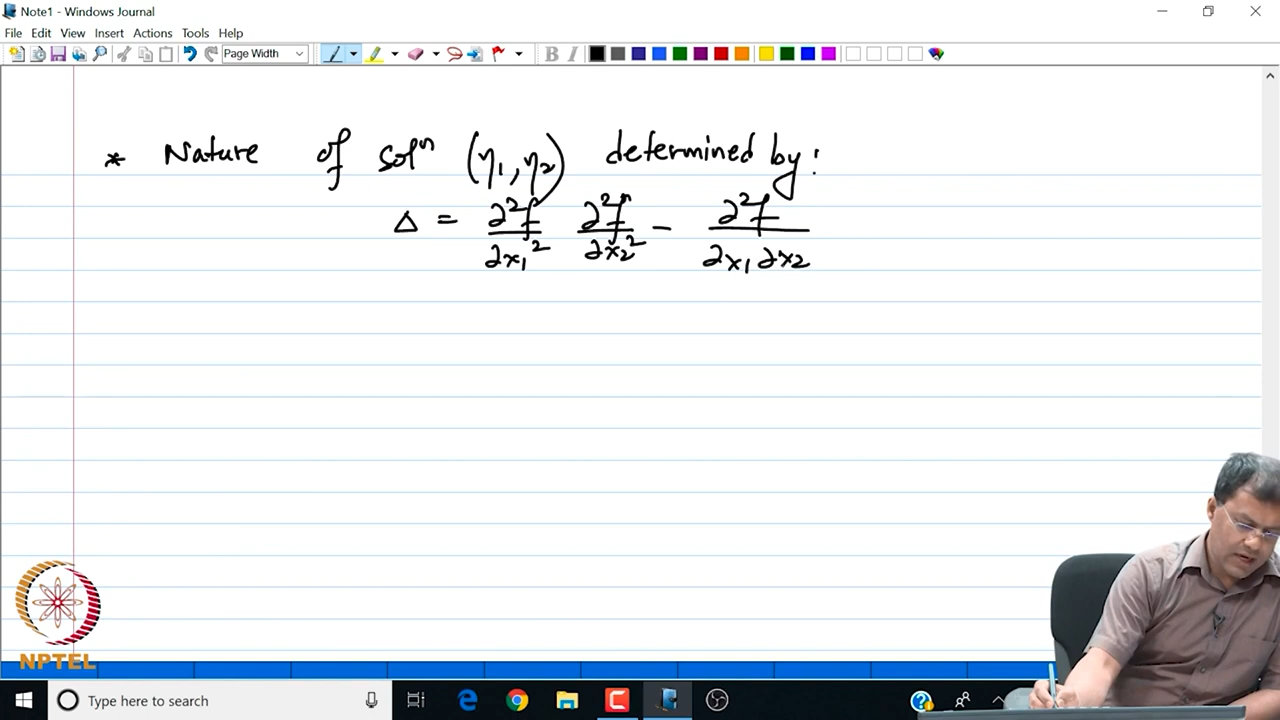 Note1 - Windows Journal
File Edit View Insert Actions Tools Help
Page Width
B I
* Nature of solⁿ (η₁, η₂) determined by:
Δ = ∂²f/∂x₁² ∂²f/∂x₂² − ∂²f/∂x₁∂x₂
NPTEL
Type here to search